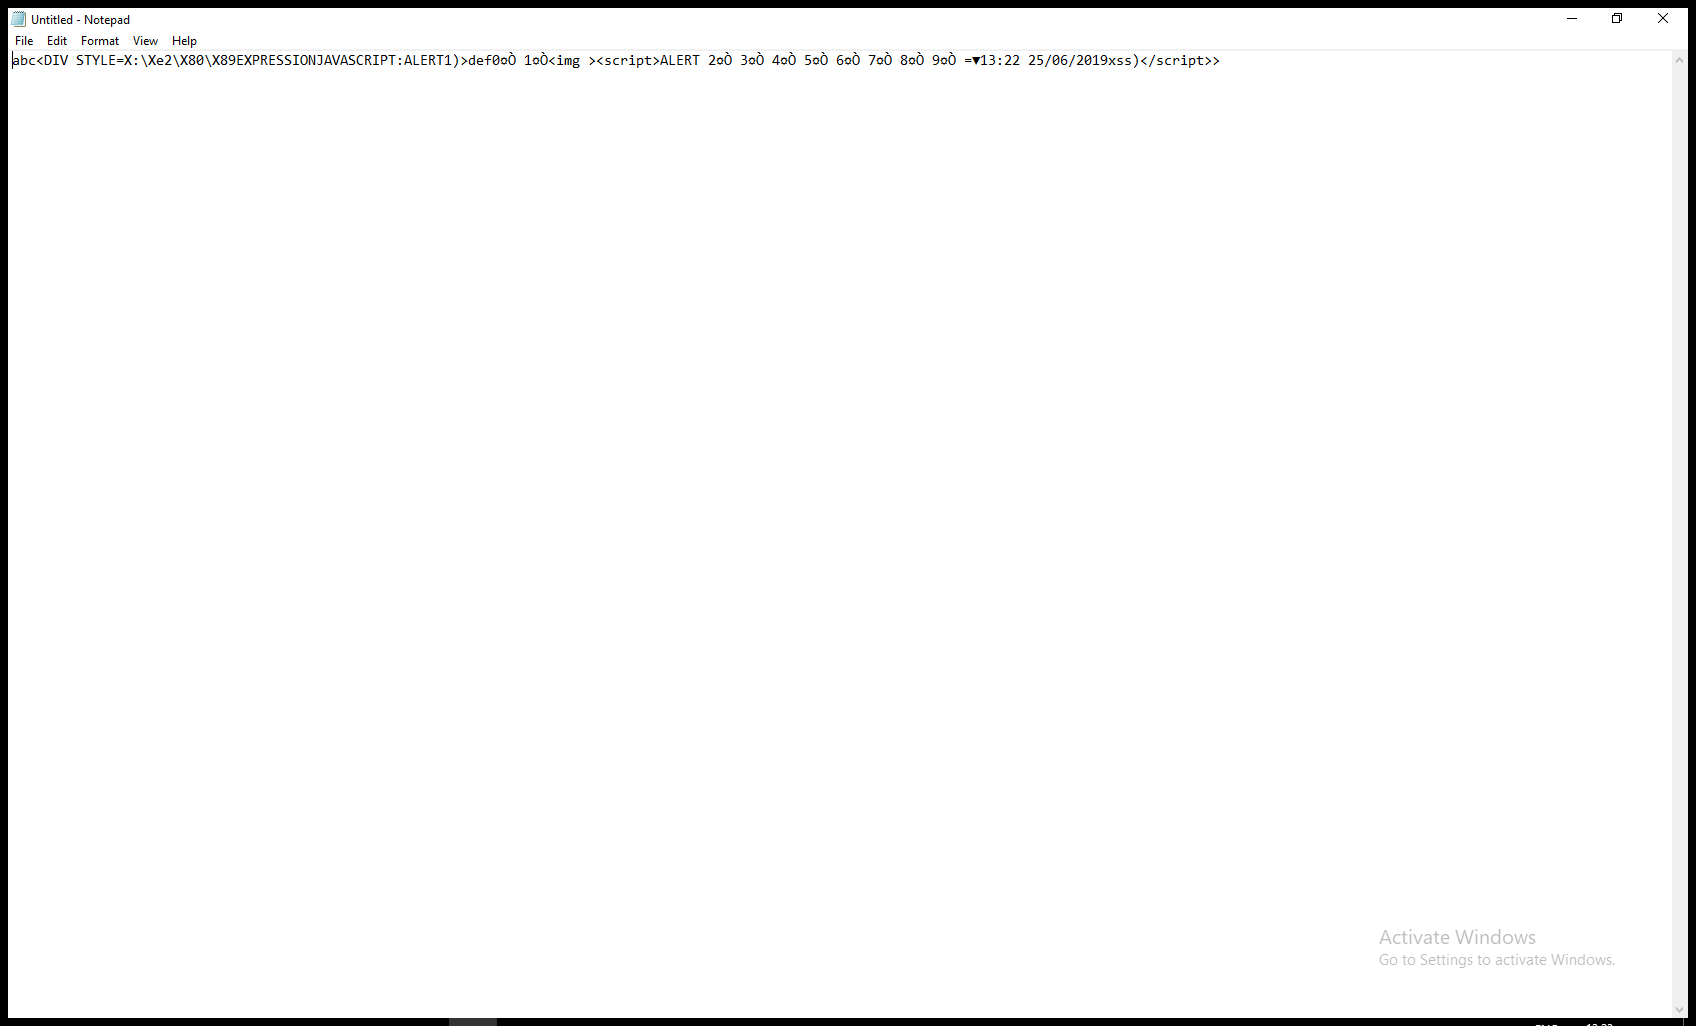 Untitled - Notepad
File Edit Format View Help
abc<DIV STYLE=X:\Xe2\X80\X89EXPRESSIONJAVASCRIPT:ALERT1)>def0¤Ò 1¤Ò<img ><script>ALERT 2¤Ò 3¤Ò 4¤Ò 5¤Ò 6¤Ò 7¤Ò 8¤Ò 9¤Ò =▼13:22 25/06/2019xss)</script>>
Activate Windows
Go to Settings to activate Windows.